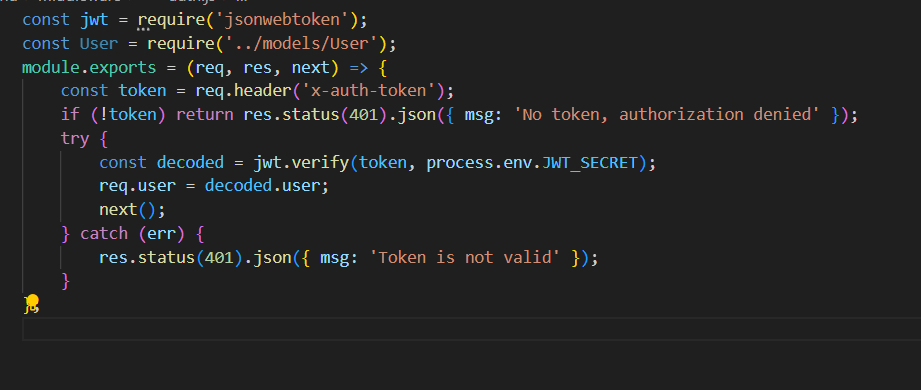 const jwt = require('jsonwebtoken');
const User = require('../models/User');
module.exports = (req, res, next) => {
    const token = req.header('x-auth-token');
    if (!token) return res.status(401).json({ msg: 'No token, authorization denied' });
    try {
        const decoded = jwt.verify(token, process.env.JWT_SECRET);
        req.user = decoded.user;
        next();
    } catch (err) {
        res.status(401).json({ msg: 'Token is not valid' });
    }
};